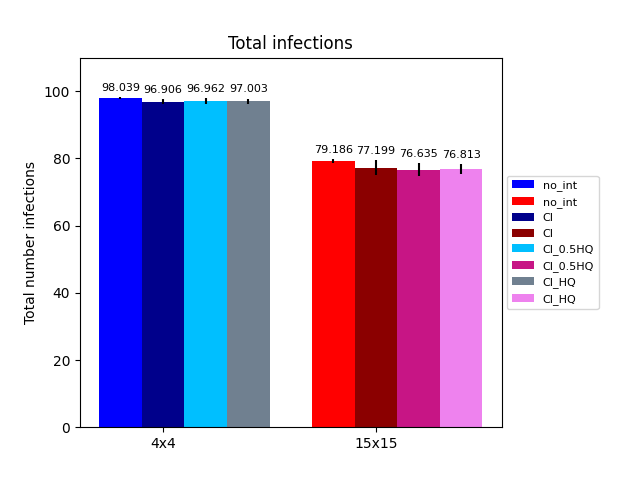 Total infections
Total number infections
100
80
60
40
20
0
98.039 96.906 96.962 97.003
79.186 77.199 76.635 76.813
4x4 15x15
no_int
no_int
CI
CI
CI_0.5HQ
CI_0.5HQ
CI_HQ
CI_HQ